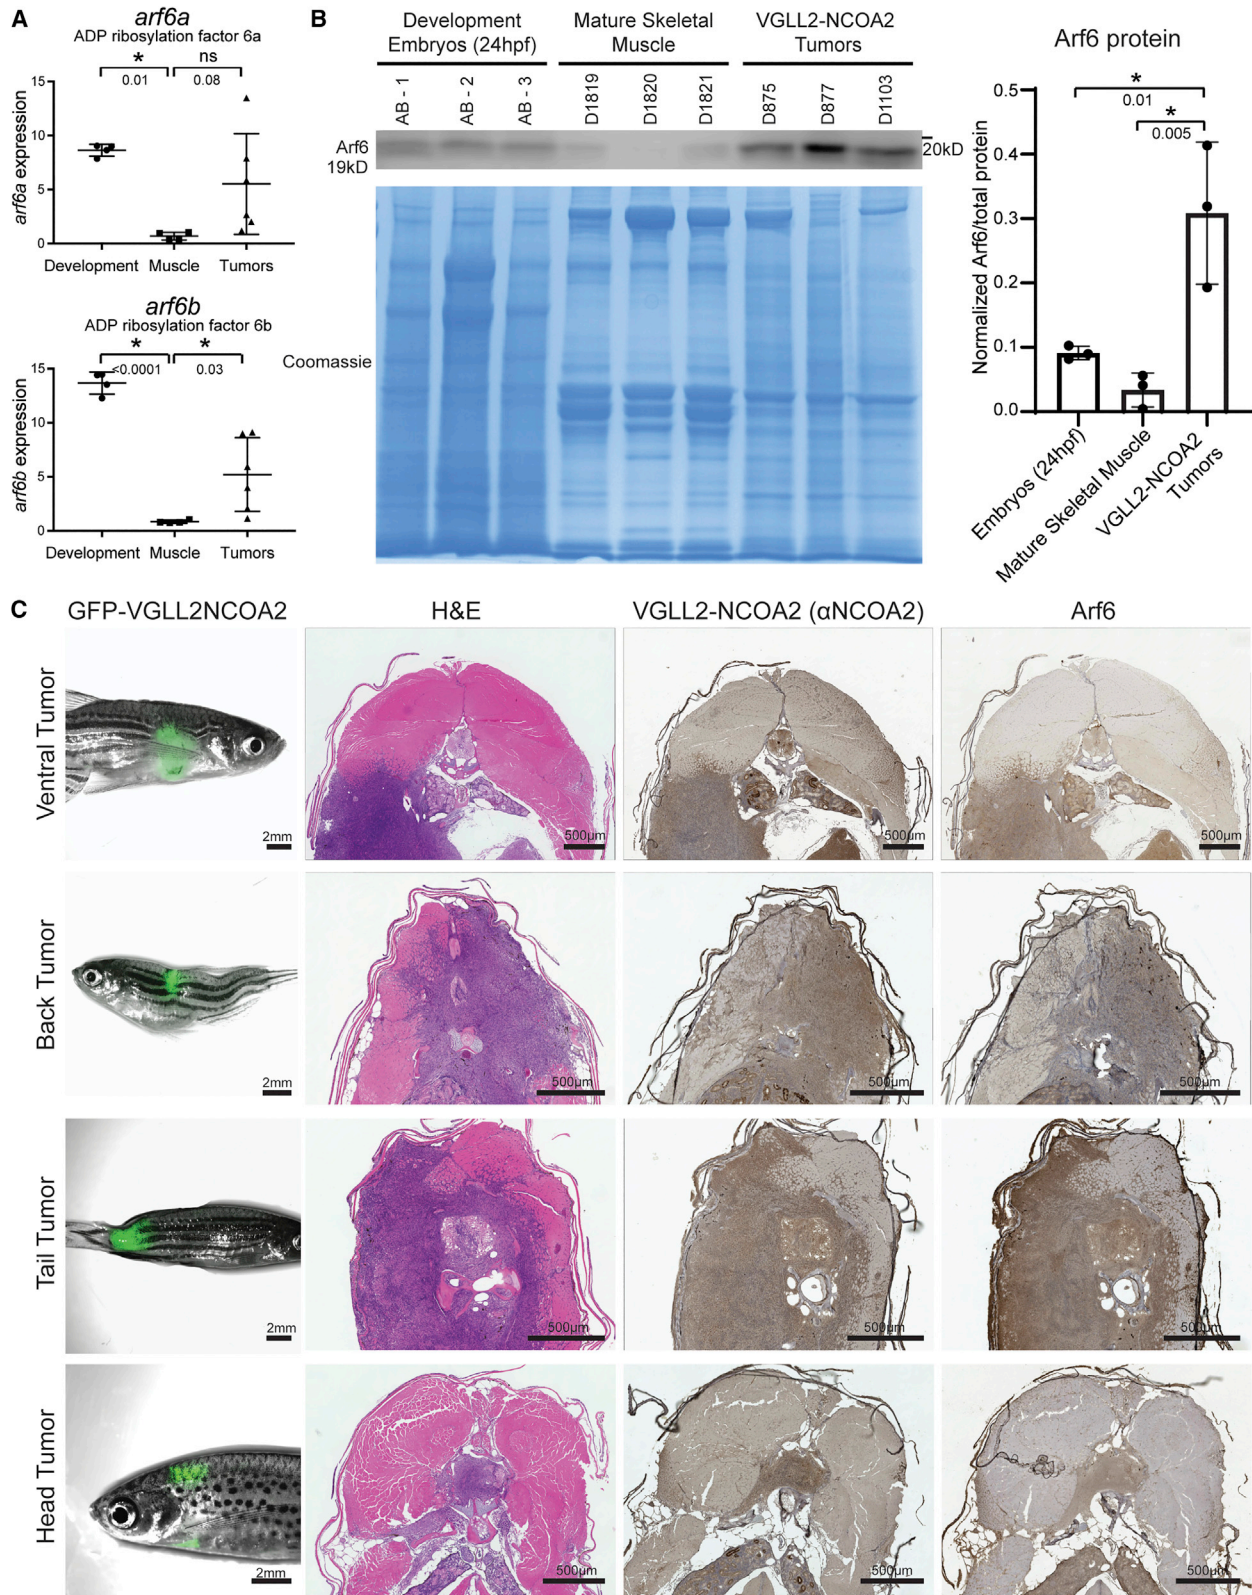 A
arf6a
ADP ribosylation factor 6a
* ns
0.01 0.08
arf6a expression
15
10
5
0
Development Muscle Tumors
arf6b
ADP ribosylation factor 6b
* *
<0.0001 0.03
arf6b expression
15
10
5
0
Development Muscle Tumors
B
Development Embryos (24hpf)
Mature Skeletal Muscle
VGLL2-NCOA2 Tumors
AB - 1
AB - 2
AB - 3
D1819
D1820
D1821
D875
D877
D1103
Arf6
19kD
20kD
Coomassie
Arf6 protein
*
0.01
*
0.005
Normalized Arf6/total protein
0.5
0.4
0.3
0.2
0.1
0.0
Embryos (24hpf)
Mature Skeletal Muscle
VGLL2-NCOA2
Tumors
C
GFP-VGLL2NCOA2 H&E VGLL2-NCOA2 (αNCOA2) Arf6
Ventral Tumor
2mm 500µm 500µm 500µm
Back Tumor
2mm 500µm 500µm 500µm
Tail Tumor
2mm 500µm 500µm 500µm
Head Tumor
2mm 500µm 500µm 500µm